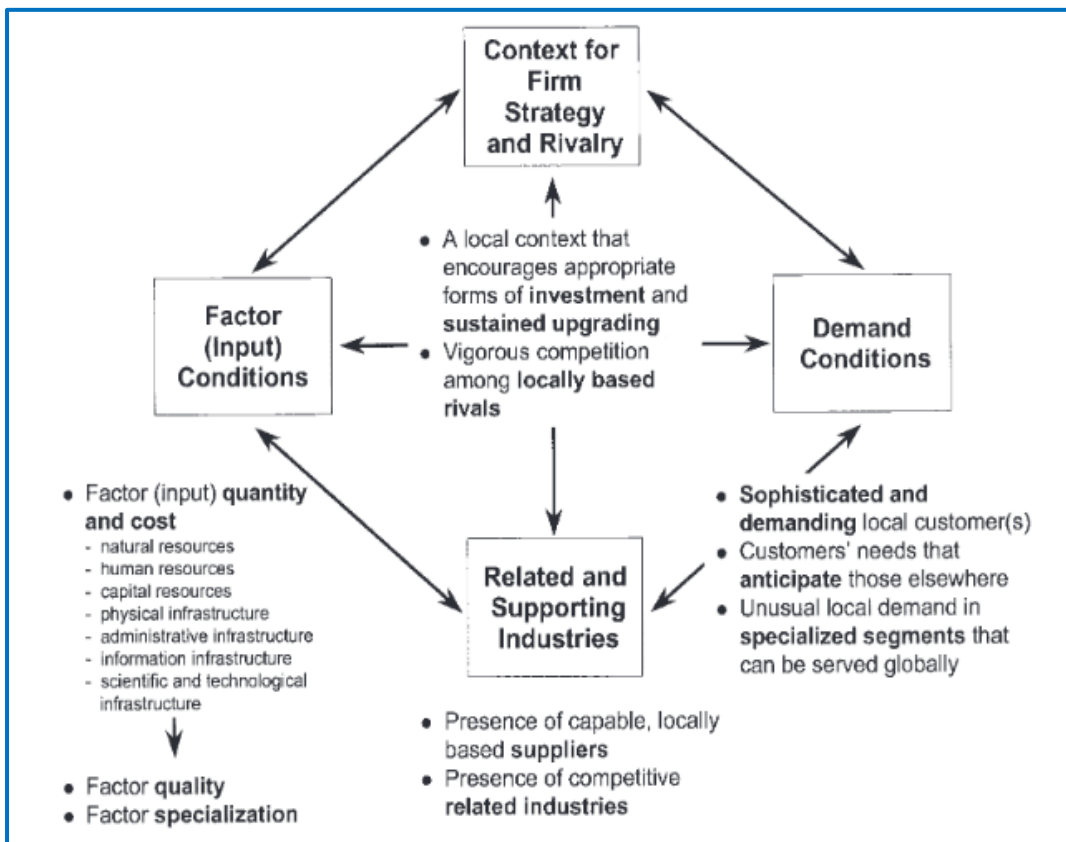 Context for
Firm
Strategy
and Rivalry
● A local context that
encourages appropriate
forms of investment and
sustained upgrading
● Vigorous competition
among locally based
rivals
Factor
(Input)
Conditions
Demand
Conditions
● Factor (input) quantity
and cost
- natural resources
- human resources
- capital resources
- physical infrastructure
- administrative infrastructure
- information infrastructure
- scientific and technological
infrastructure
● Factor quality
● Factor specialization
Related and
Supporting
Industries
● Presence of capable, locally
based suppliers
● Presence of competitive
related industries
● Sophisticated and
demanding local customer(s)
● Customers' needs that
anticipate those elsewhere
● Unusual local demand in
specialized segments that
can be served globally